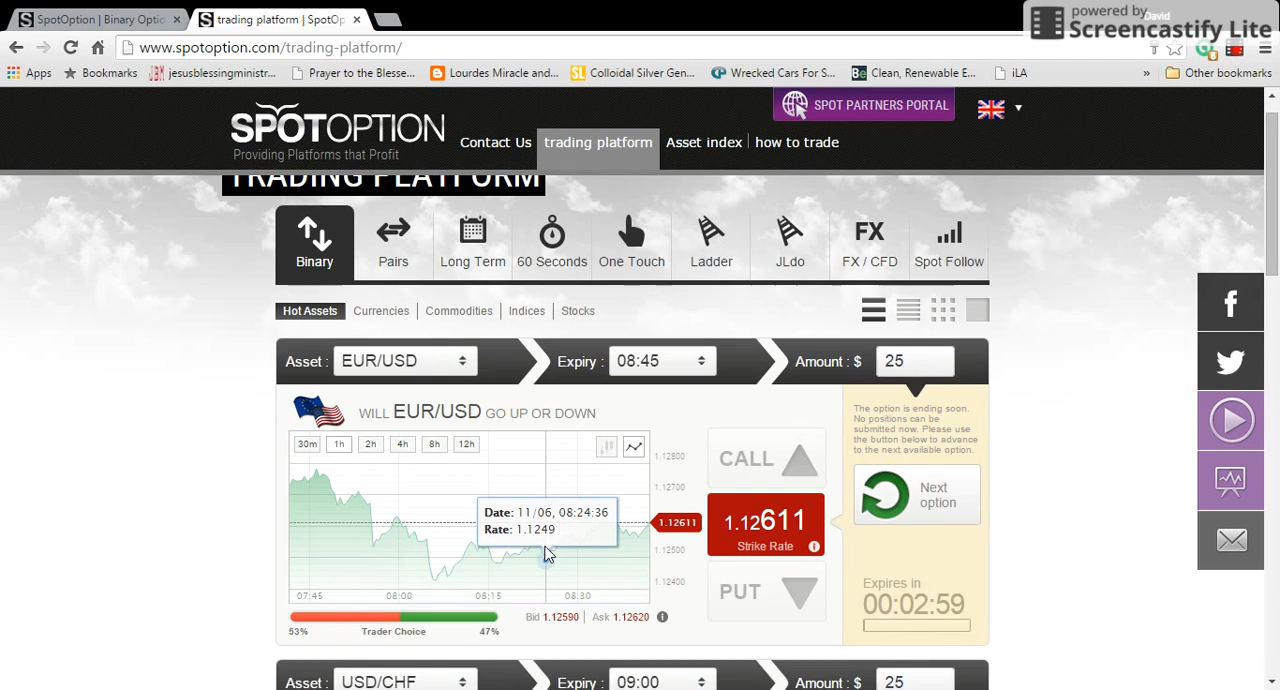 powered by
David
Screencastify Lite
SpotOption | Binary Optio
trading platform | SpotOp
www.spotoption.com/trading-platform/
Apps
Bookmarks
jesusblessingministr...
Prayer to the Blesse...
Lourdes Miracle and...
Colloidal Silver Gen...
Wrecked Cars For S...
Clean, Renewable E...
iLA
»
Other bookmarks
SPOTOPTION
Providing Platforms that Profit
Contact Us
trading platform
Asset index
how to trade
SPOT PARTNERS PORTAL
TRADING PLATFORM
Binary
Pairs
Long Term
60 Seconds
One Touch
Ladder
JLdo
FX
FX / CFD
Spot Follow
Hot Assets
Currencies
Commodities
Indices
Stocks
Asset : EUR/USD
Expiry : 08:45
Amount : $ 25
WILL EUR/USD GO UP OR DOWN
30m 1h 2h 4h 8h 12h
1.12800
1.12700
1.12611
1.12500
1.12400
Date: 11/06, 08:24:36
Rate: 1.1249
07:45 08:00 08:15 08:30
53% Trader Choice 47%
Bid 1.12590 Ask 1.12620
CALL
1.12611
Strike Rate
PUT
The option is ending soon.
No positions can be
submitted now. Please use
the button below to advance
to the next available option.
Next
option
Expires in
00:02:59
Asset : USD/CHF
Expiry : 09:00
Amount : $ 25